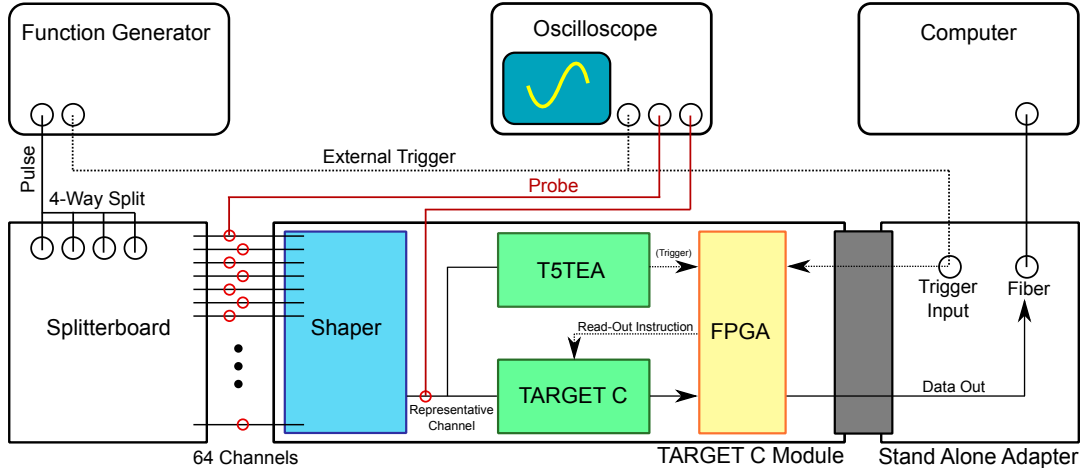 Function Generator
Oscilloscope
Computer
External Trigger
Pulse
4-Way Split
Probe
Splitterboard
Shaper
T5TEA
(Trigger)
FPGA
Trigger
Input
Fiber
Read-Out Instruction
TARGET C
Data Out
Representative
Channel
64 Channels
TARGET C Module
Stand Alone Adapter